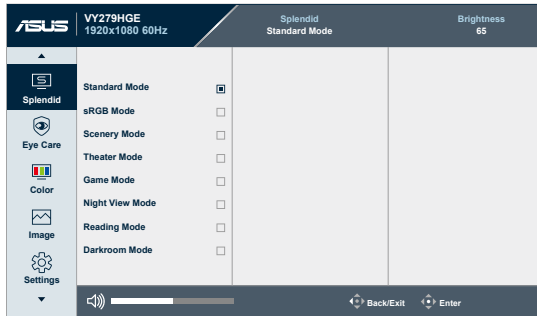 ASUS
VY279HGE
1920x1080 60Hz
Splendid
Standard Mode
Brightness
65
Splendid
Eye Care
Color
Image
Settings
Standard Mode
sRGB Mode
Scenery Mode
Theater Mode
Game Mode
Night View Mode
Reading Mode
Darkroom Mode
Back/Exit
Enter